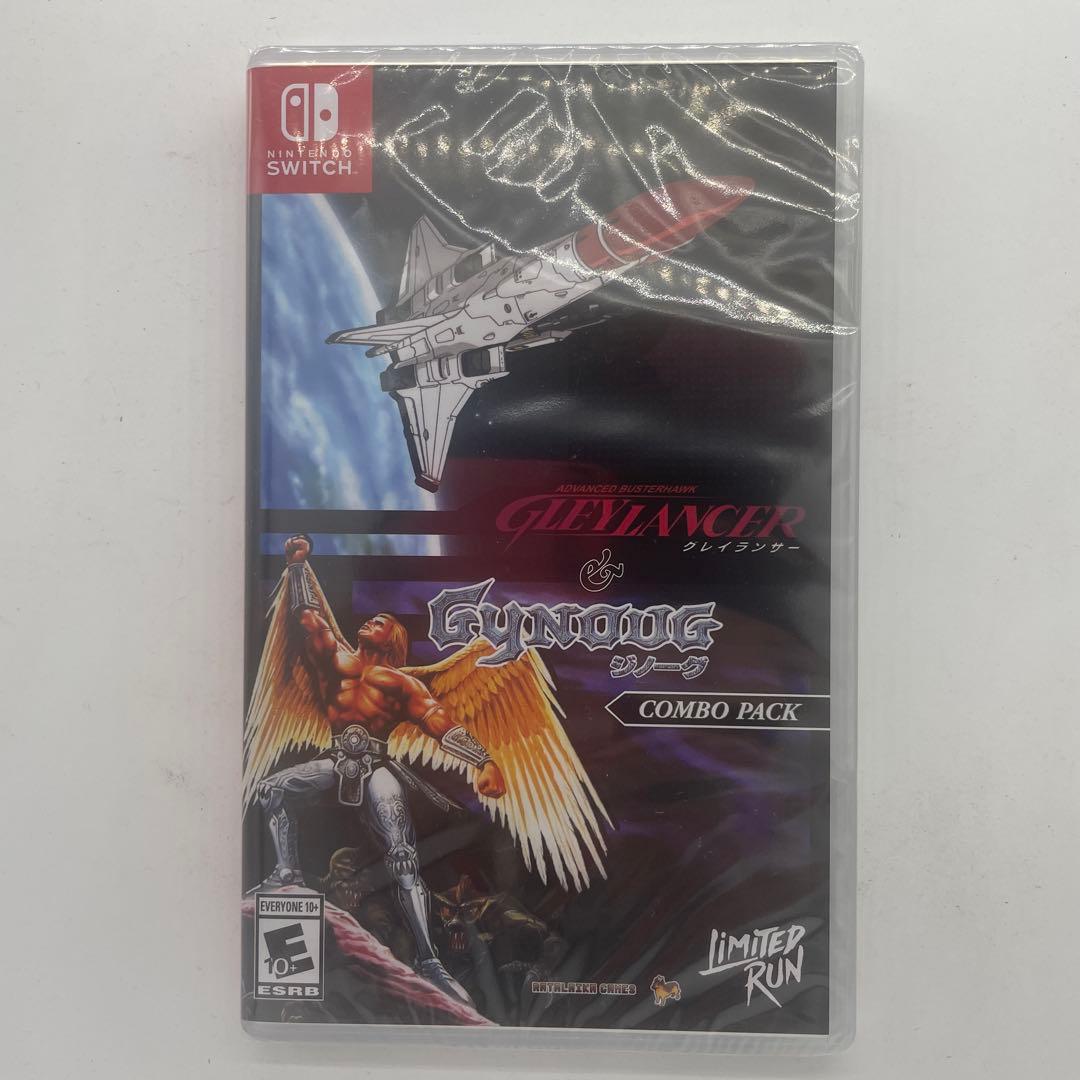 NINTENDO
SWITCH™
ADVANCED BUSTERHAWK
GLEYLANCER
グレイランサー
&
GYNOUG
ジノーグ
COMBO PACK
EVERYONE 10+
E
10+
ESRB
RATALAIKA GAMES
LIMITED
RUN